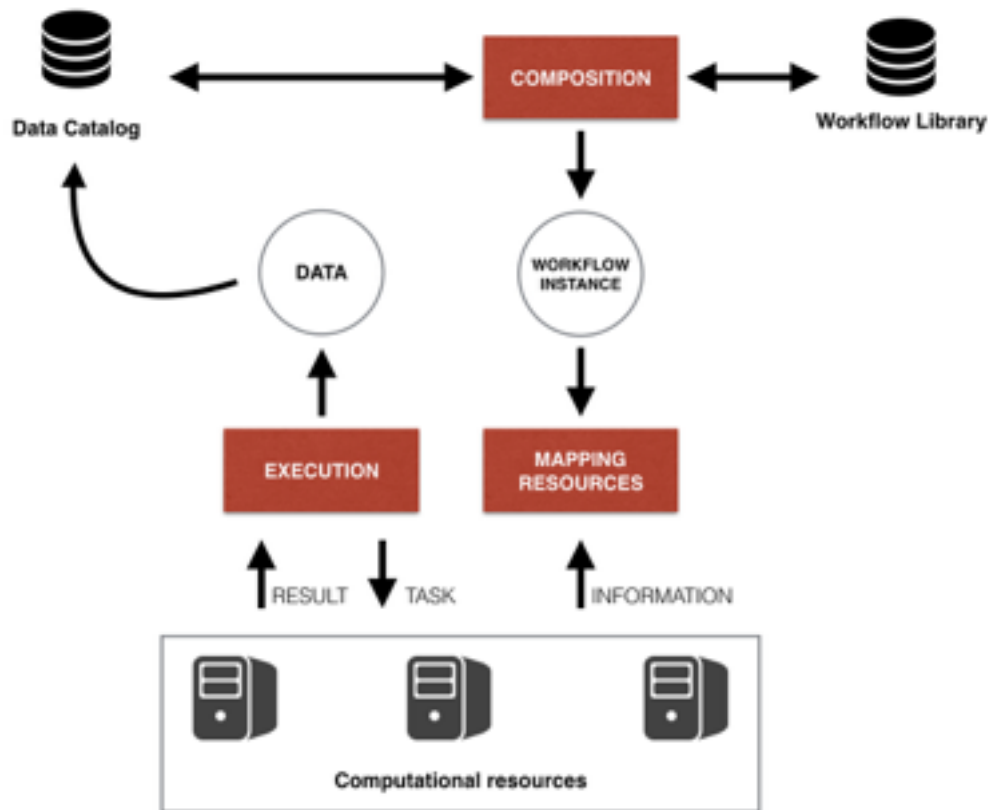 COMPOSITION
Data Catalog
Workflow Library
DATA
WORKFLOW
INSTANCE
EXECUTION
MAPPING
RESOURCES
RESULT
TASK
INFORMATION
Computational resources